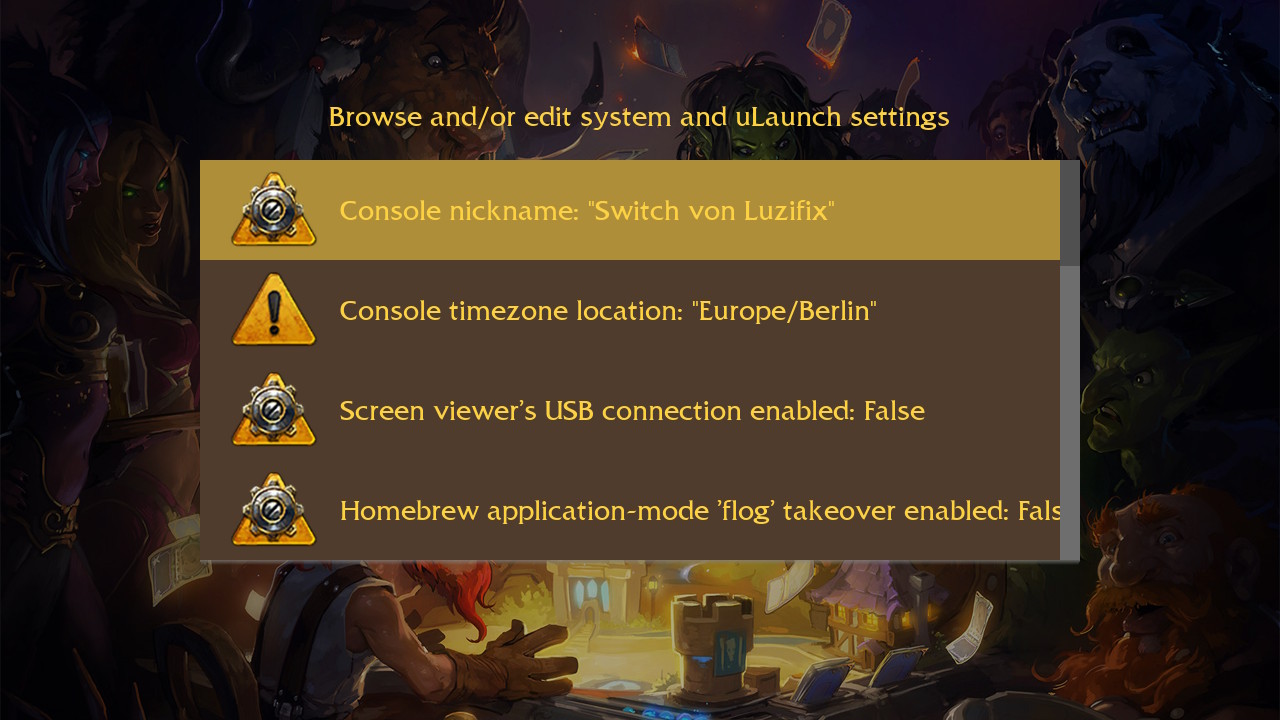 Browse and/or edit system and uLaunch settings
Console nickname: "Switch von Luzifix"
Console timezone location: "Europe/Berlin"
Screen viewer's USB connection enabled: False
Homebrew application-mode 'flog' takeover enabled: Fals